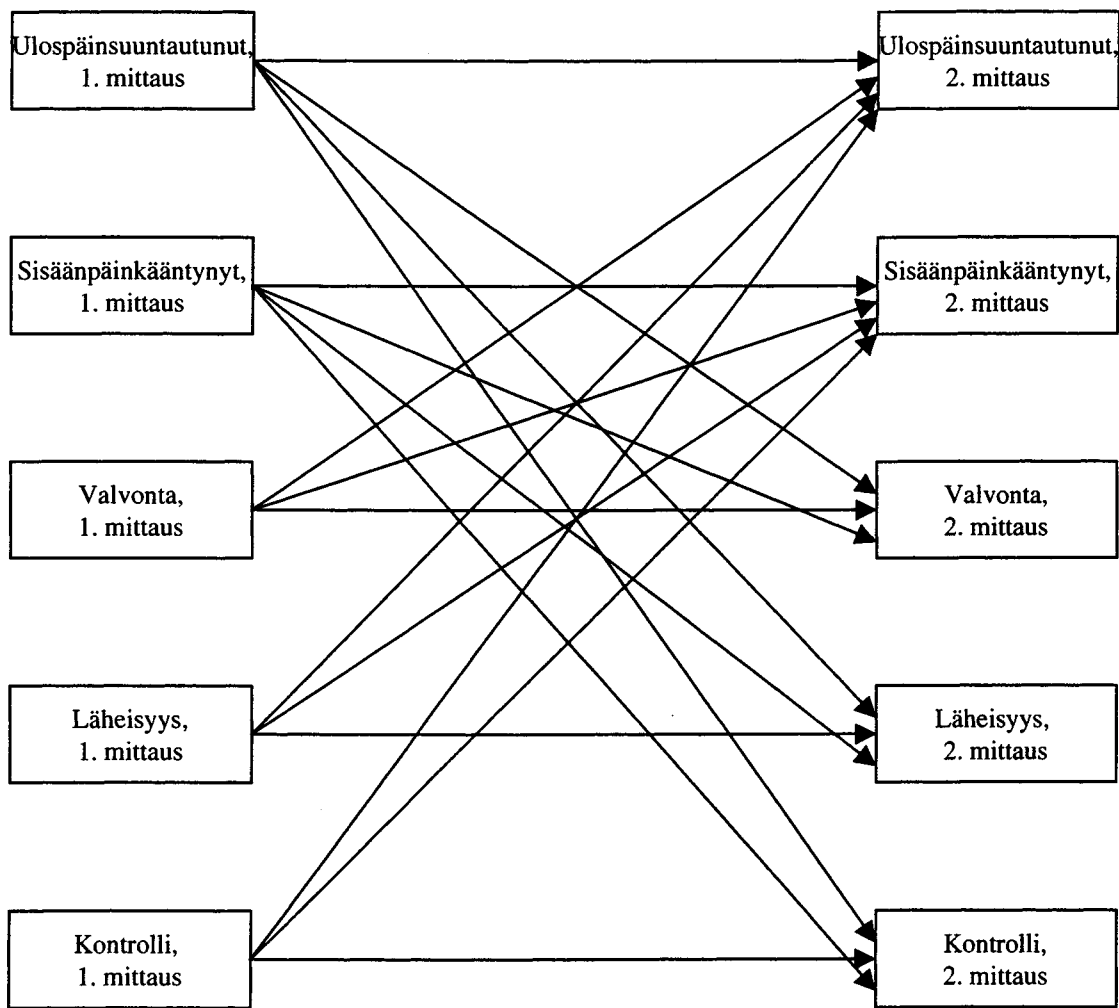 Ulospäinsuuntautunut,
1. mittaus
Ulospäinsuuntautunut,
2. mittaus
Sisäänpäinkääntynyt,
1. mittaus
Sisäänpäinkääntynyt,
2. mittaus
Valvonta,
1. mittaus
Valvonta,
2. mittaus
Läheisyys,
1. mittaus
Läheisyys,
2. mittaus
Kontrolli,
1. mittaus
Kontrolli,
2. mittaus